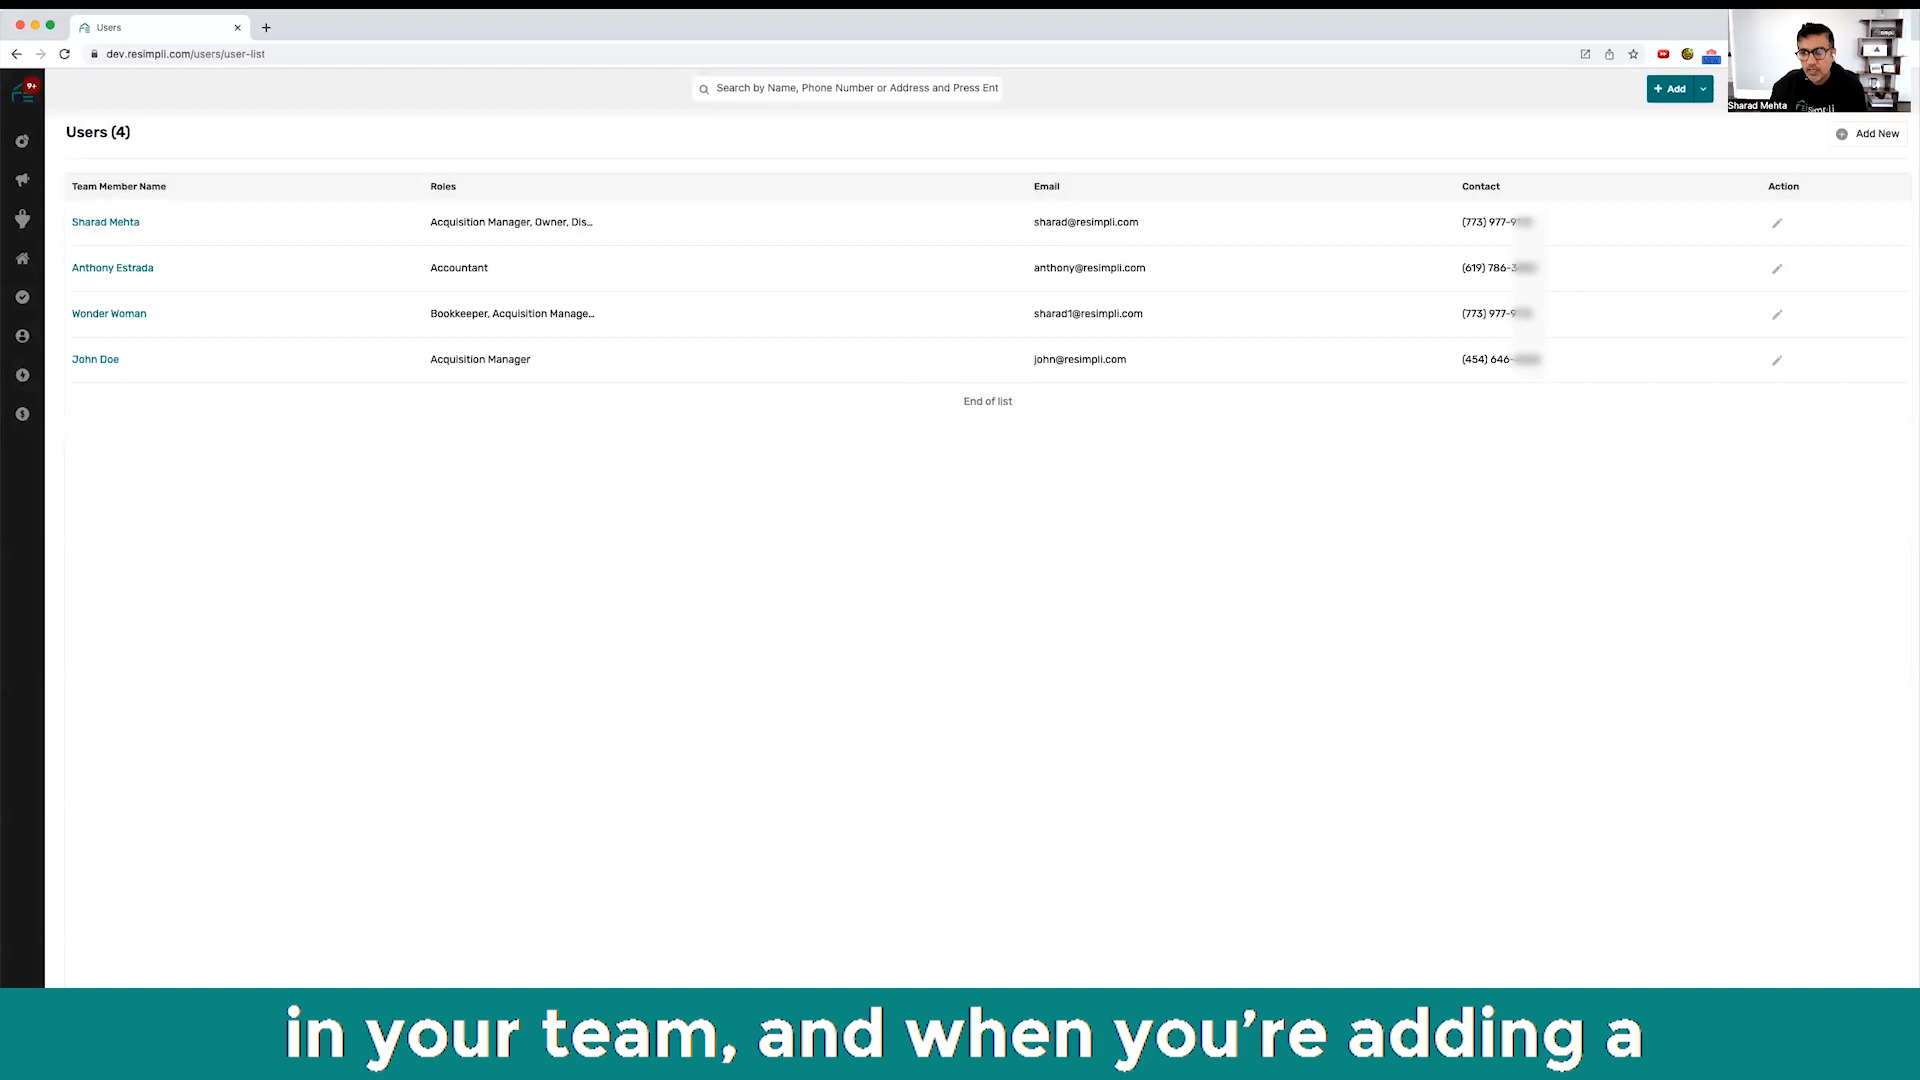 Users
dev.resimpli.com/users/user-list
9+
Search by Name, Phone Number or Address and Press Ent
+ Add
Sharad Mehta
Users (4)
Add New
Team Member Name Roles Email Contact Action
Sharad Mehta Acquisition Manager, Owner, Dis... sharad@resimpli.com (773) 977-9
Anthony Estrada Accountant anthony@resimpli.com (619) 786-3
Wonder Woman Bookkeeper, Acquisition Manage... sharad1@resimpli.com (773) 977-9
John Doe Acquisition Manager john@resimpli.com (454) 646-
End of list
in your team, and when you’re adding a